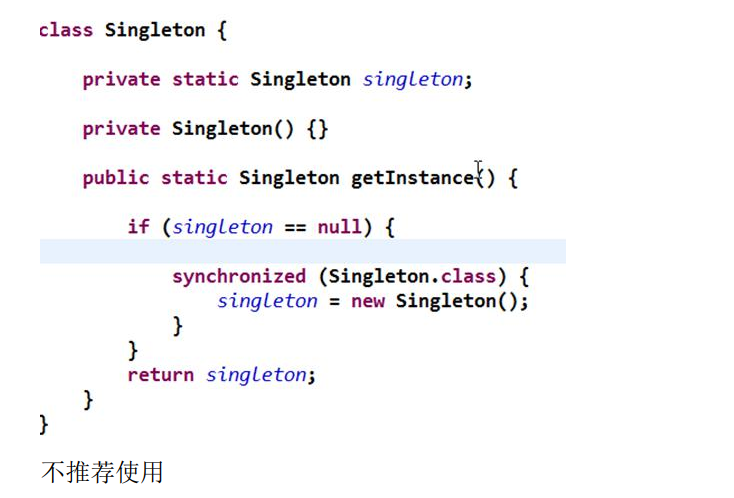 class Singleton {
private static Singleton singleton;
private Singleton() {}
public static Singleton getInstance() {
if (singleton == null) {
synchronized (Singleton.class) {
singleton = new Singleton();
}
}
return singleton;
}
}
不推荐使用